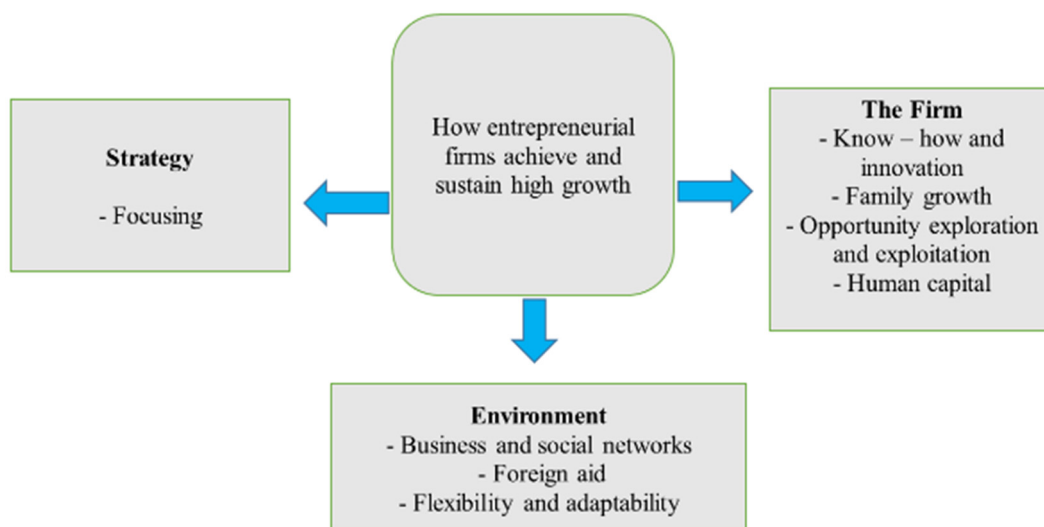 How entrepreneurial
firms achieve and
sustain high growth
Strategy
- Focusing
The Firm
- Know – how and
innovation
- Family growth
- Opportunity exploration
and exploitation
- Human capital
Environment
- Business and social networks
- Foreign aid
- Flexibility and adaptability